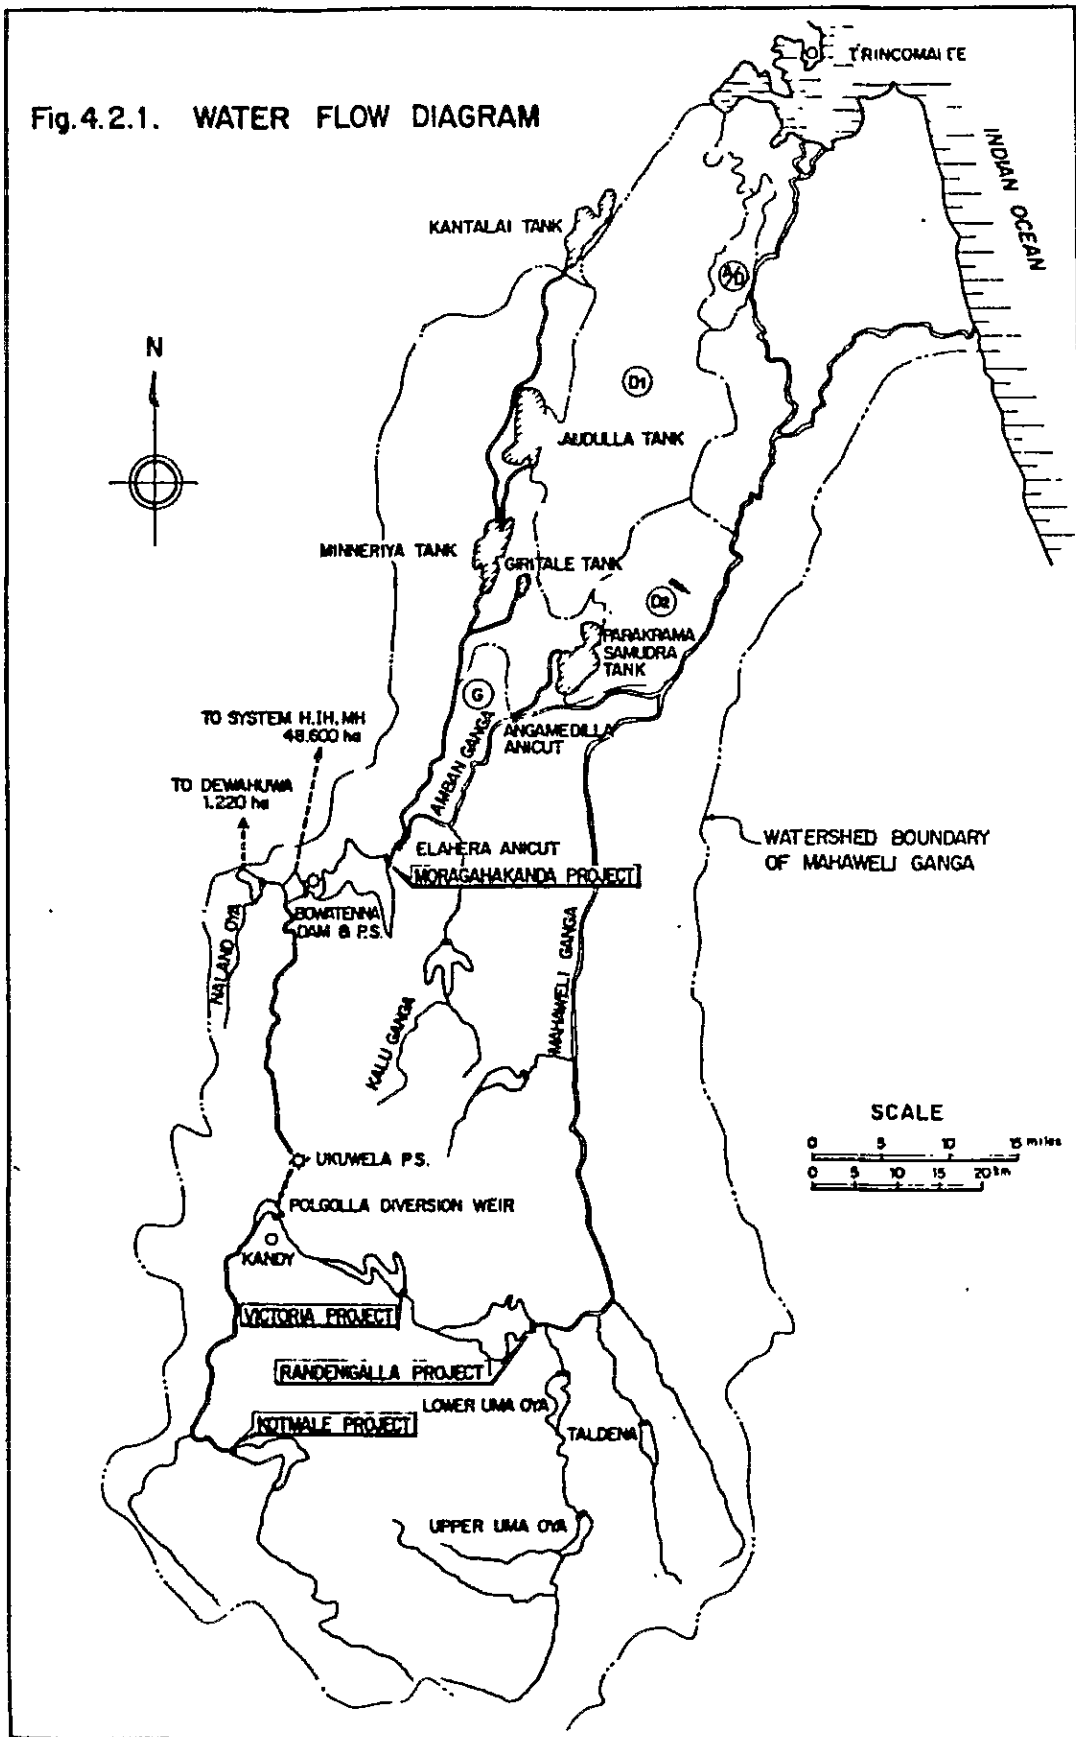 TRINCOMALEE
Fig.4.2.1. WATER FLOW DIAGRAM
INDIAN OCEAN
KANTALAI TANK
A/D
N
D1
KAUDULLA TANK
MINNERIYA TANK
GIRITALE TANK
D2
PARAKRAMA
SAMUDRA
TANK
G
TO SYSTEM H.IH.MH
48.600 ha
ANGAMEDILLA
ANICUT
AMBAN GANGA
TO DEWAHUWA
1.220 ha
WATERSHED BOUNDARY
OF MAHAWELI GANGA
ELAHERA ANICUT
MORAGAHAKANDA PROJECT
BOWATENNA
DAM & P.S.
NALAND OYA
MAHAWELI GANGA
KALU GANGA
SCALE
0 5 10 15 miles
0 5 10 15 20 km
UKUWELA P.S.
POLGOLLA DIVERSION WEIR
KANDY
VICTORIA PROJECT
RANDENIGALLA PROJECT
LOWER UMA OYA
KOTMALE PROJECT
TALDENA
UPPER UMA OYA